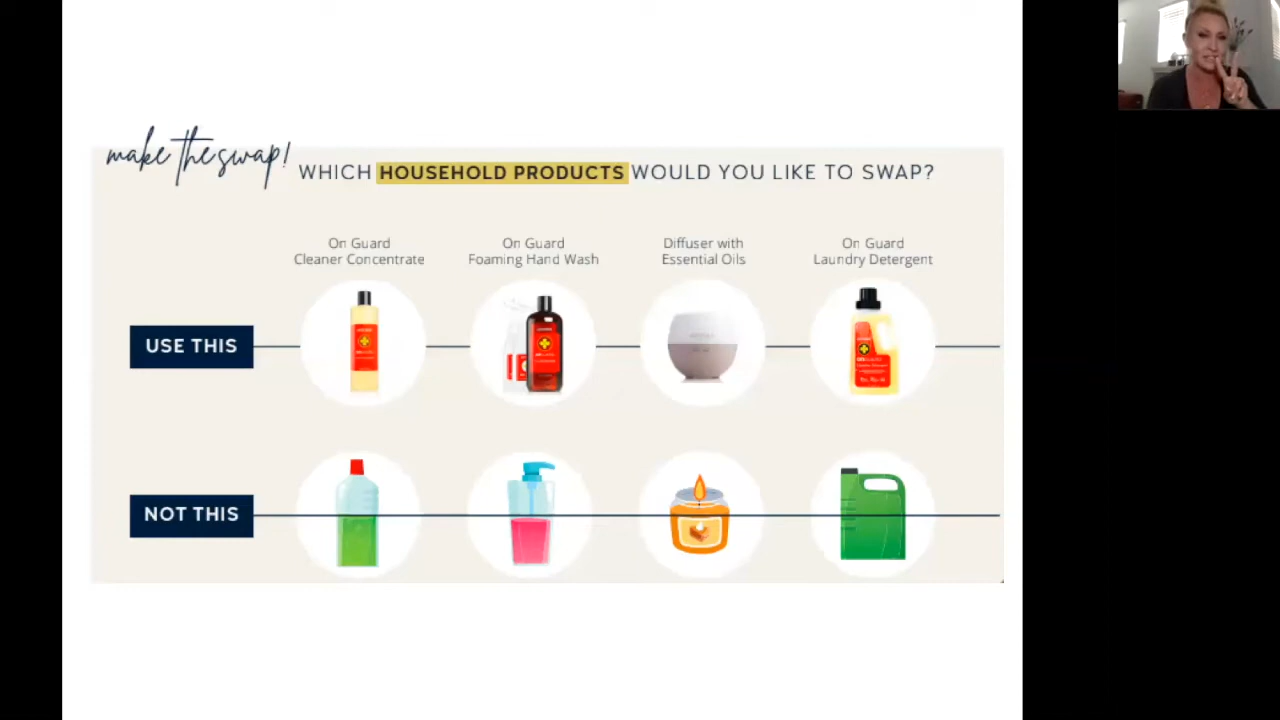 make the swap!
WHICH HOUSEHOLD PRODUCTS WOULD YOU LIKE TO SWAP?
On Guard
Cleaner Concentrate
On Guard
Foaming Hand Wash
Diffuser with
Essential Oils
On Guard
Laundry Detergent
USE THIS
NOT THIS